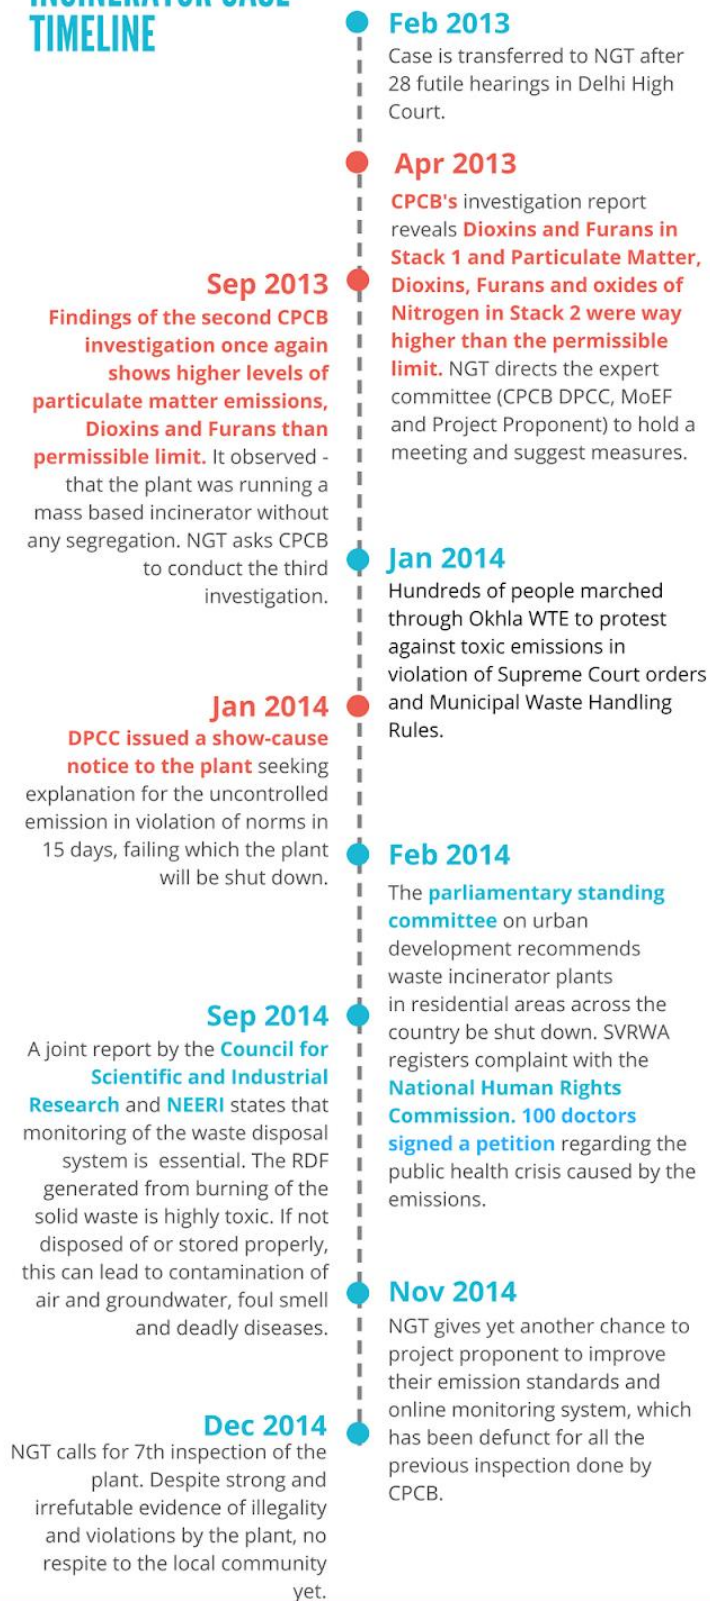 INCINERATOR CASE
TIMELINE
Feb 2013
Case is transferred to NGT after
28 futile hearings in Delhi High
Court.
Apr 2013
CPCB's investigation report
reveals Dioxins and Furans in
Stack 1 and Particulate Matter,
Dioxins, Furans and oxides of
Nitrogen in Stack 2 were way
higher than the permissible
limit. NGT directs the expert
committee (CPCB DPCC, MoEF
and Project Proponent) to hold a
meeting and suggest measures.
Sep 2013
Findings of the second CPCB
investigation once again
shows higher levels of
particulate matter emissions,
Dioxins and Furans than
permissible limit. It observed -
that the plant was running a
mass based incinerator without
any segregation. NGT asks CPCB
to conduct the third
investigation.
Jan 2014
Hundreds of people marched
through Okhla WTE to protest
against toxic emissions in
violation of Supreme Court orders
and Municipal Waste Handling
Rules.
Jan 2014
DPCC issued a show-cause
notice to the plant seeking
explanation for the uncontrolled
emission in violation of norms in
15 days, failing which the plant
will be shut down.
Feb 2014
The parliamentary standing
committee on urban
development recommends
waste incinerator plants
in residential areas across the
country be shut down. SVRWA
registers complaint with the
National Human Rights
Commission. 100 doctors
signed a petition regarding the
public health crisis caused by the
emissions.
Sep 2014
A joint report by the Council for
Scientific and Industrial
Research and NEERI states that
monitoring of the waste disposal
system is essential. The RDF
generated from burning of the
solid waste is highly toxic. If not
disposed of or stored properly,
this can lead to contamination of
air and groundwater, foul smell
and deadly diseases.
Nov 2014
NGT gives yet another chance to
project proponent to improve
their emission standards and
online monitoring system, which
has been defunct for all the
previous inspection done by
CPCB.
Dec 2014
NGT calls for 7th inspection of the
plant. Despite strong and
irrefutable evidence of illegality
and violations by the plant, no
respite to the local community
yet.